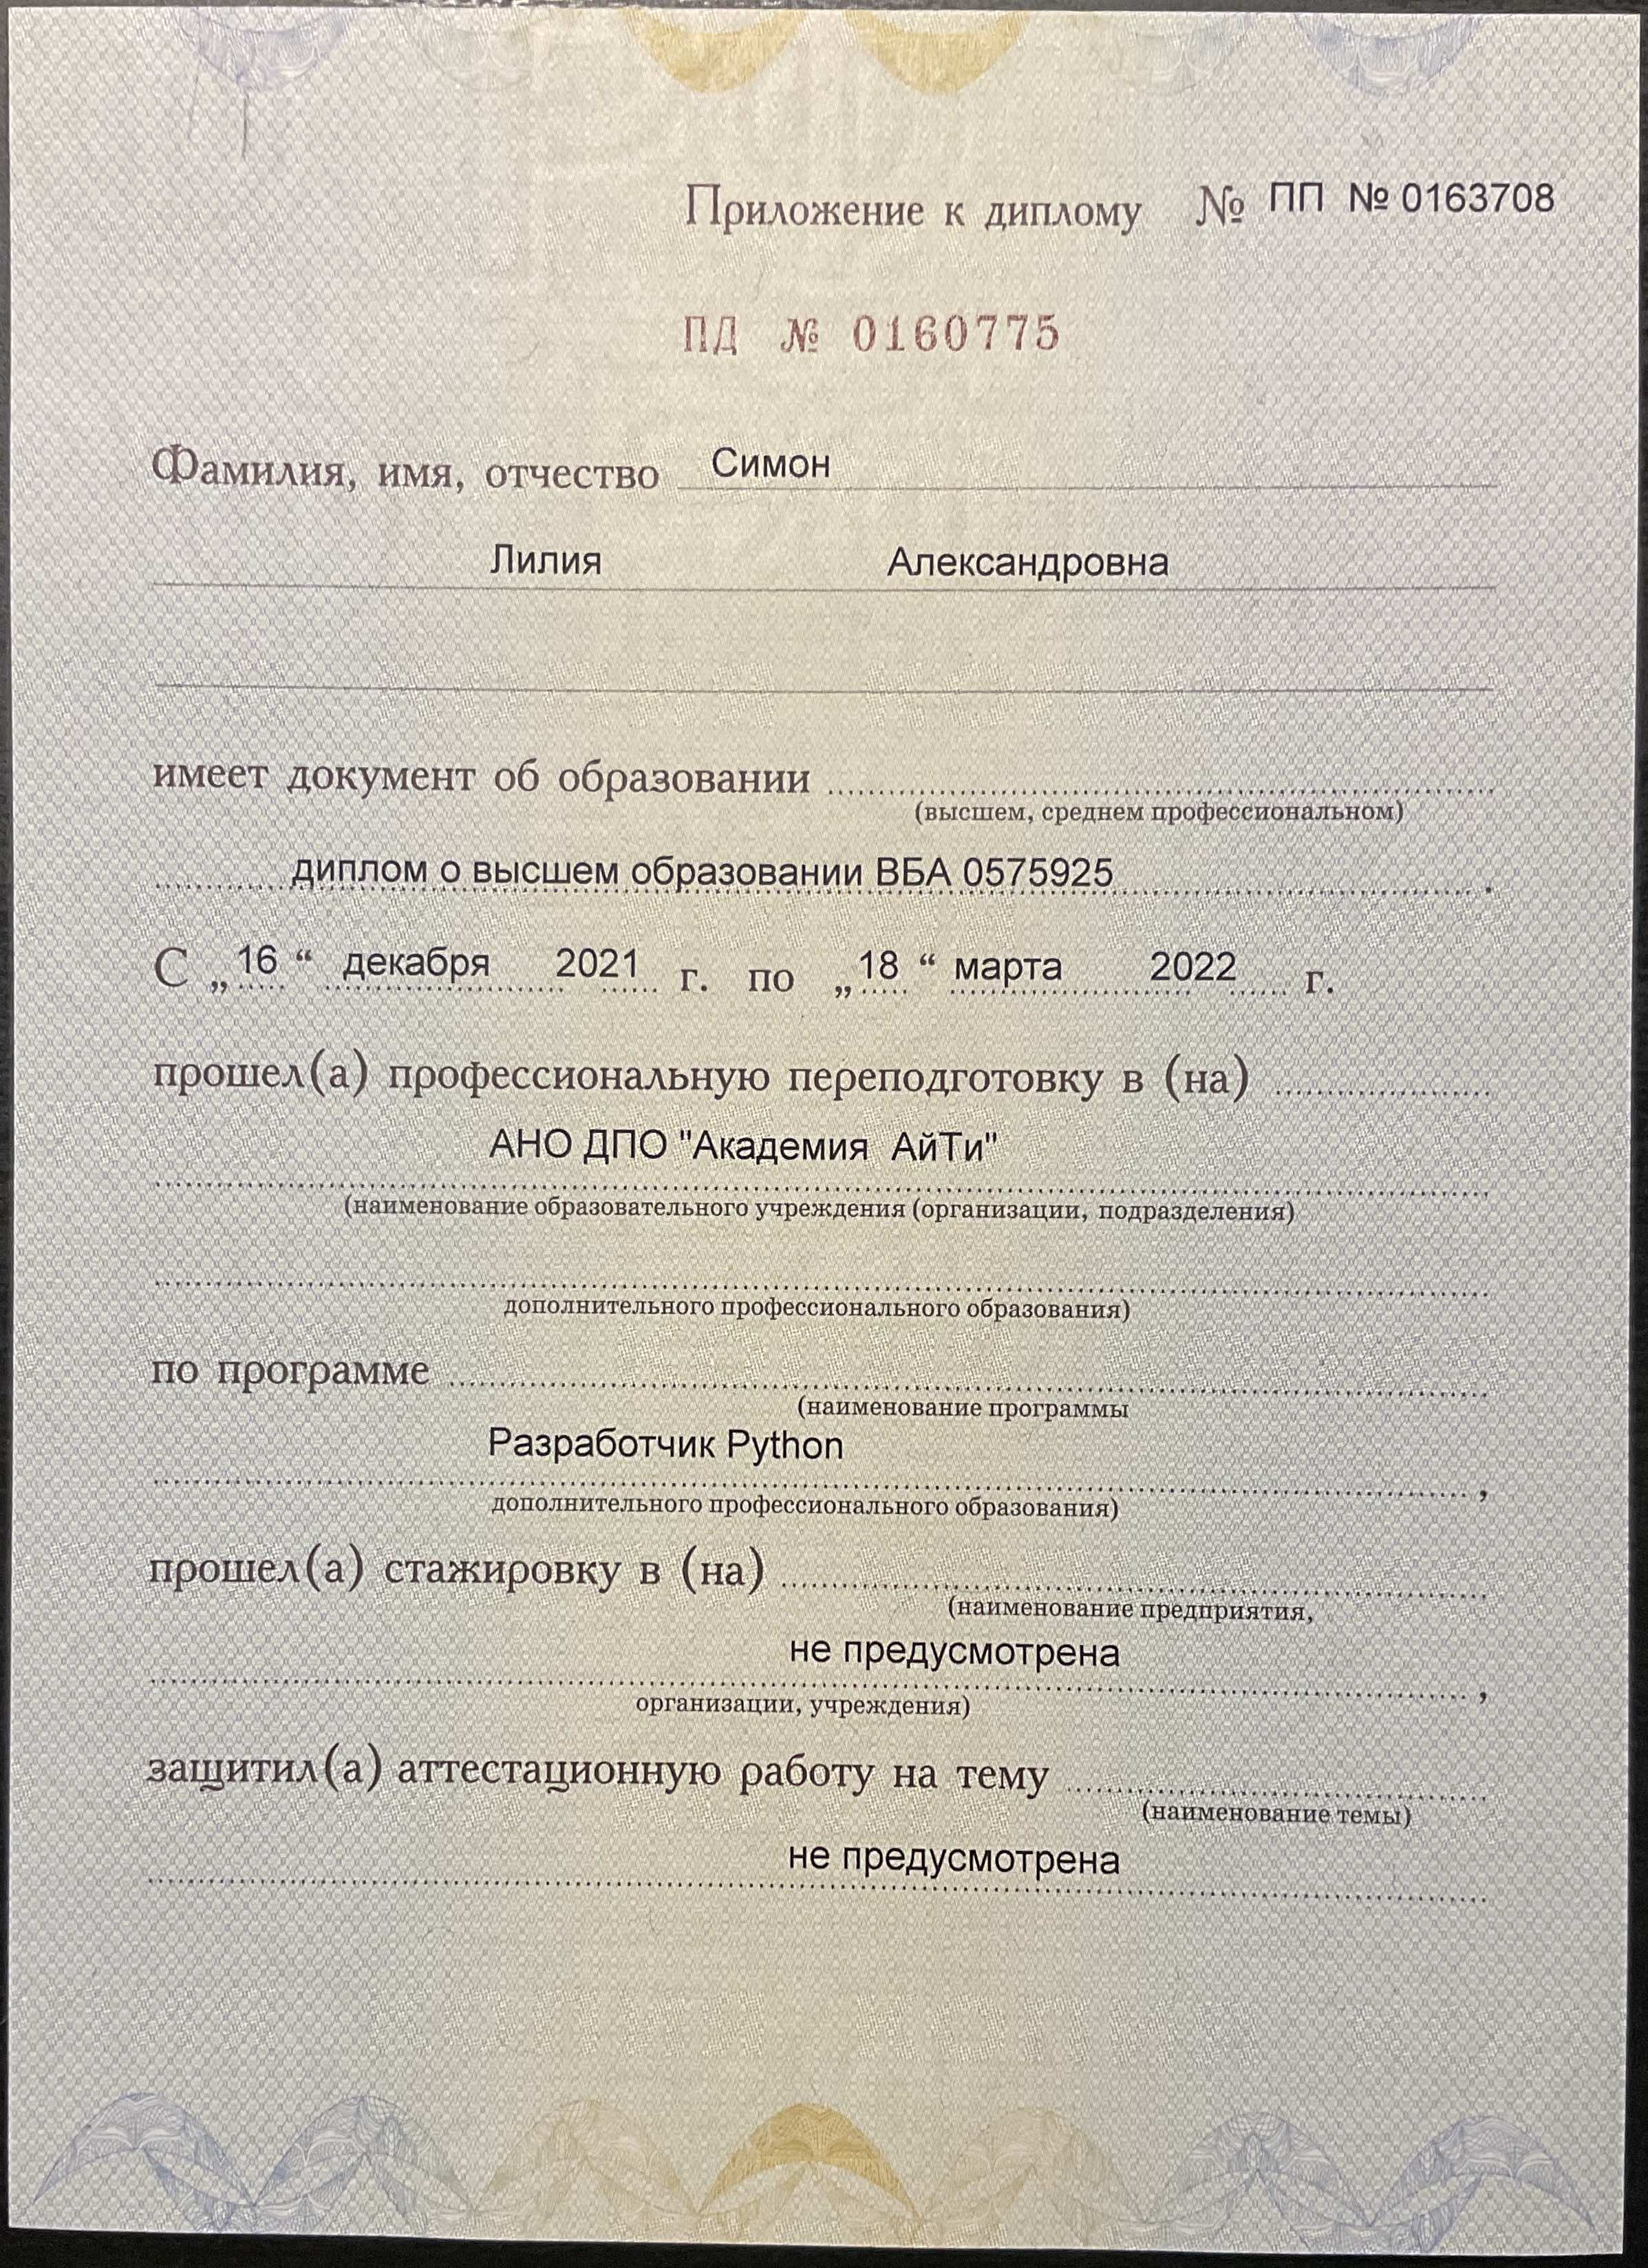 Приложение к диплому № ПП № 0163708
ПД № 0160775
Фамилия, имя, отчество Симон
Лилия Александровна
имеет документ об образовании
(высшем, среднем профессиональном)
диплом о высшем образовании ВБА 0575925.
С „16“ декабря 2021 г. по „18“ марта 2022 г.
прошел(а) профессиональную переподготовку в (на)
АНО ДПО "Академия АйТи"
(наименование образовательного учреждения (организации, подразделения)
дополнительного профессионального образования)
по программе
(наименование программы
Разработчик Python,
дополнительного профессионального образования)
прошел(а) стажировку в (на)
(наименование предприятия,
не предусмотрена,
организации, учреждения)
защитил(а) аттестационную работу на тему
(наименование темы)
не предусмотрена